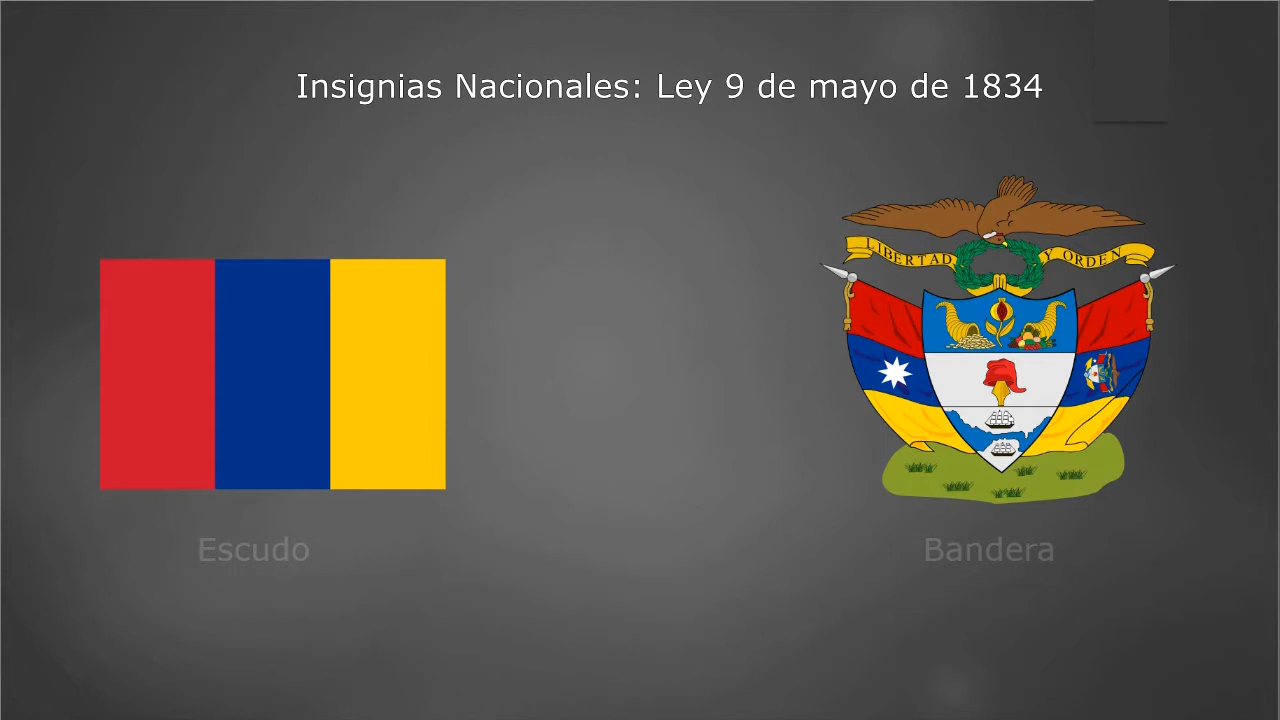 Insignias Nacionales: Ley 9 de mayo de 1834
LIBERTAD Y ORDEN
Escudo
Bandera